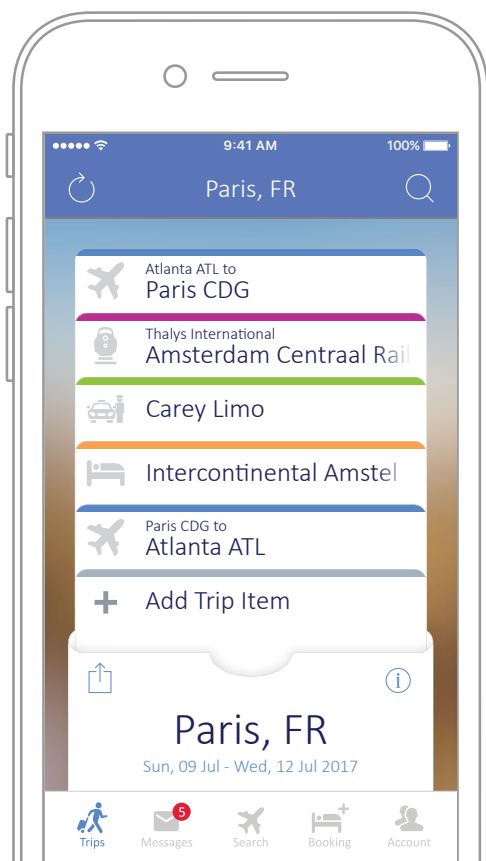 9:41 AM
100%
Paris, FR
Atlanta ATL to
Paris CDG
Thalys International
Amsterdam Centraal Rail
Carey Limo
Intercontinental Amstel
Paris CDG to
Atlanta ATL
Add Trip Item
Paris, FR
Sun, 09 Jul - Wed, 12 Jul 2017
5
Trips
Messages
Search
Booking
Account